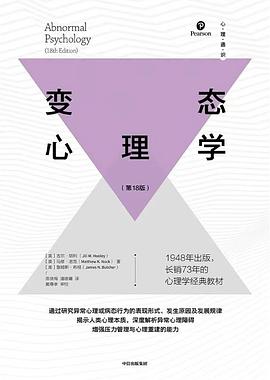 Abnormal
Psychology
(18th Edition)
Pearson
心·理·通·识
变态
心理学
(第18版)
[美] 吉尔·胡利 (Jill M. Hooley)
[美] 马修·诺克 (Matthew K. Nock) 著
[美] 詹姆斯·布彻 (James N. Butcher)
1948年出版,
长销73年的
心理学经典教材
通过研究异常心理或病态行为的表现形式、发生原因及发展规律
揭示人类心理本质,深度解析异常心理障碍
增强压力管理与心理重建的能力
中信出版集团